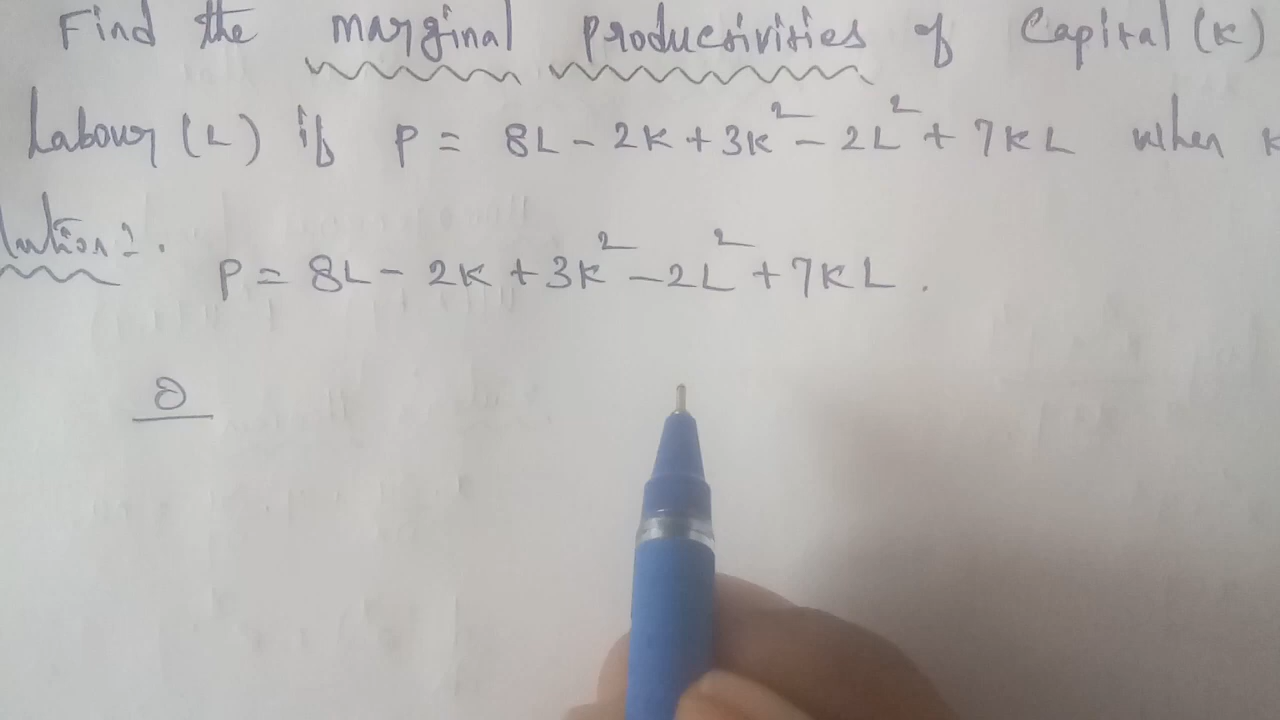 Find the marginal productivities of Capital (K)
Labour (L) if P = 8L - 2K + 3K² - 2L² + 7KL when K
lution:.
P = 8L - 2K + 3K² - 2L² + 7KL.
∂